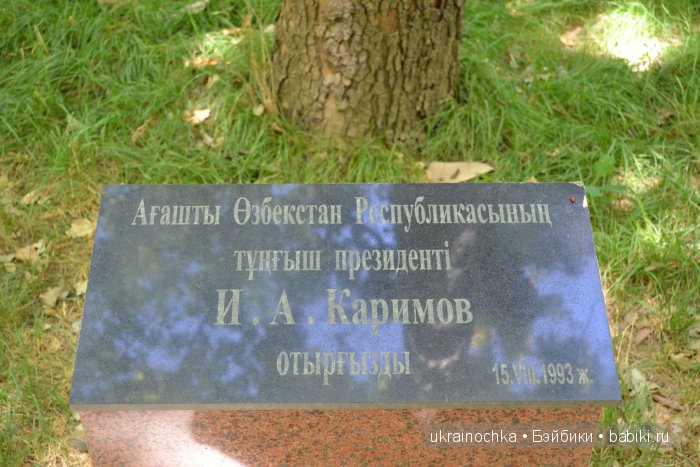 Ағашты Өзбекстан Республикасының
тұңғыш президенті
И . А . Каримов
отырғызды
15.VIII.1993 ж.
ukrainochka • Бэйбики • babiki.ru